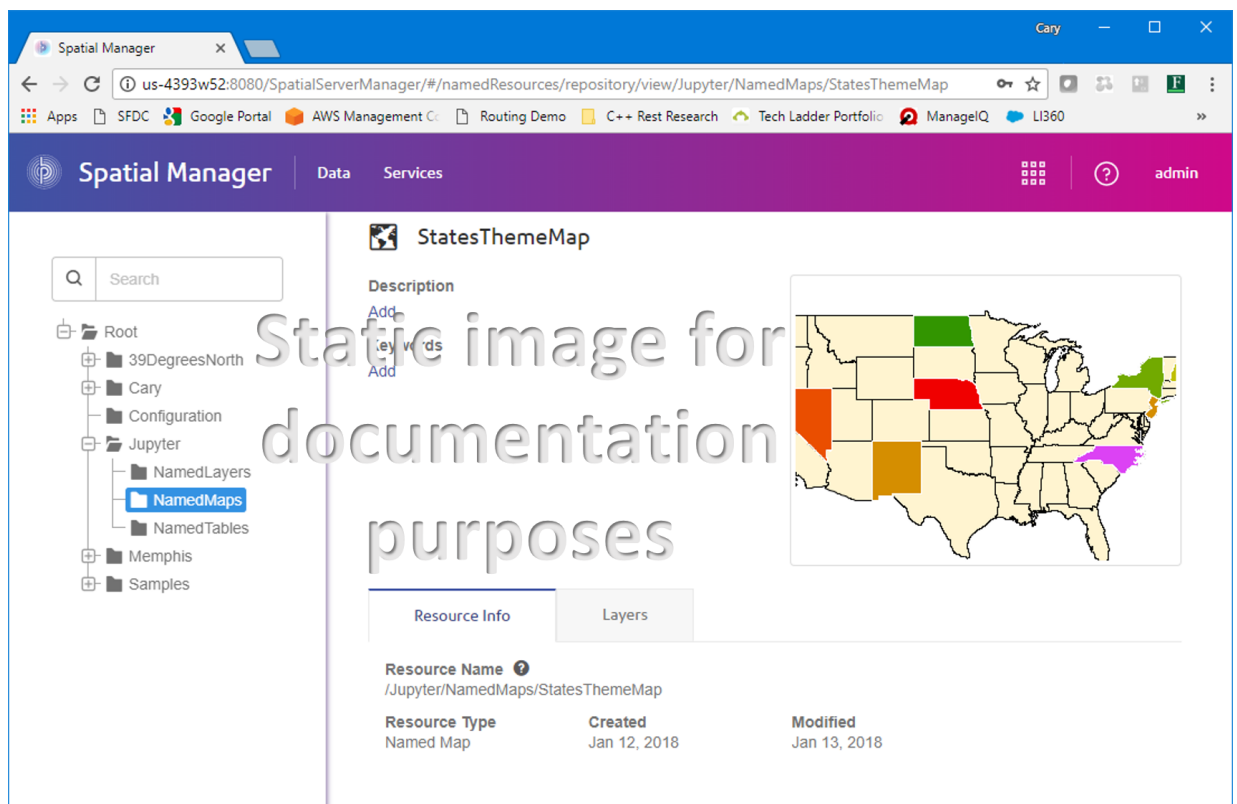 Cary
Spatial Manager
us-4393w52:8080/SpatialServerManager/#/namedResources/repository/view/Jupyter/NamedMaps/StatesThemeMap
F
Apps SFDC Google Portal AWS Management Co Routing Demo C++ Rest Research Tech Ladder Portfolio ManageIQ LI360 »
Spatial Manager Data Services ? admin
StatesThemeMap
Search
Description
Add
Keywords
Add
Static image for
documentation
purposes
Root
39DegreesNorth
Cary
Configuration
Jupyter
NamedLayers
NamedMaps
NamedTables
Memphis
Samples
Resource Info Layers
Resource Name ?
/Jupyter/NamedMaps/StatesThemeMap
Resource Type Created Modified
Named Map Jan 12, 2018 Jan 13, 2018